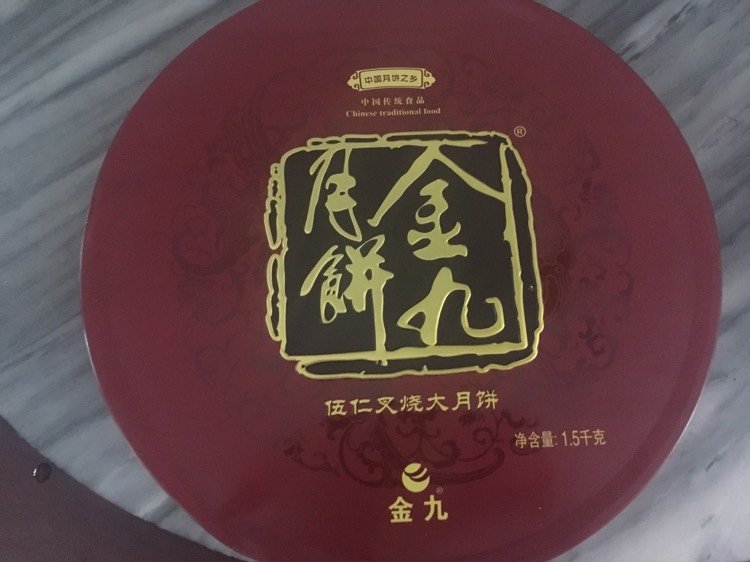 中国月饼之乡
中国传统食品
Chinese traditional food
金九
月餅
®
伍仁叉烧大月饼
净含量: 1.5千克
金九®